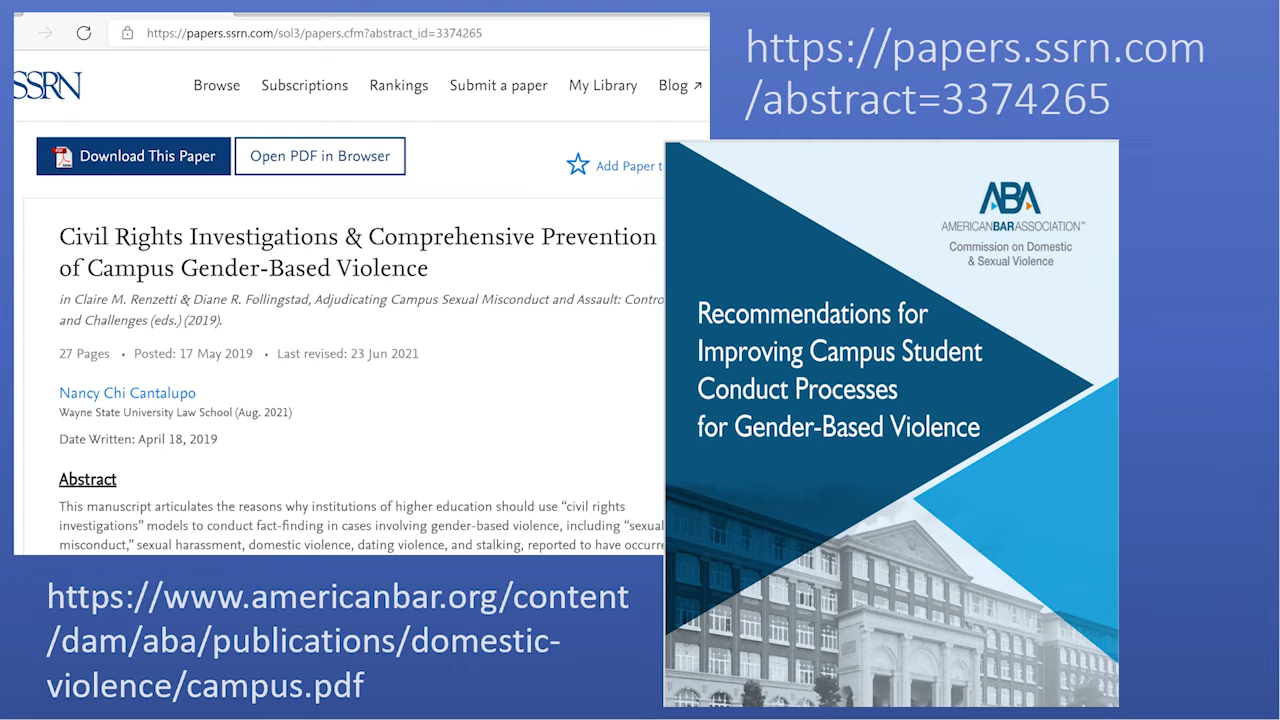 https://papers.ssrn.com/sol3/papers.cfm?abstract_id=3374265
SSRN
Browse Subscriptions Rankings Submit a paper My Library Blog ↗
Download This Paper Open PDF in Browser
Add Paper t
Civil Rights Investigations & Comprehensive Prevention
of Campus Gender-Based Violence
in Claire M. Renzetti & Diane R. Follingstad, Adjudicating Campus Sexual Misconduct and Assault: Contro
and Challenges (eds.) (2019).
27 Pages • Posted: 17 May 2019 • Last revised: 23 Jun 2021
Nancy Chi Cantalupo
Wayne State University Law School (Aug. 2021)
Date Written: April 18, 2019
Abstract
This manuscript articulates the reasons why institutions of higher education should use “civil rights
investigations” models to conduct fact-finding in cases involving gender-based violence, including “sexual
misconduct,” sexual harassment, domestic violence, dating violence, and stalking, reported to have occurre
https://papers.ssrn.com
/abstract=3374265
ABA
AMERICANBARASSOCIATION™
Commission on Domestic
& Sexual Violence
Recommendations for
Improving Campus Student
Conduct Processes
for Gender-Based Violence
https://www.americanbar.org/content
/dam/aba/publications/domestic-
violence/campus.pdf